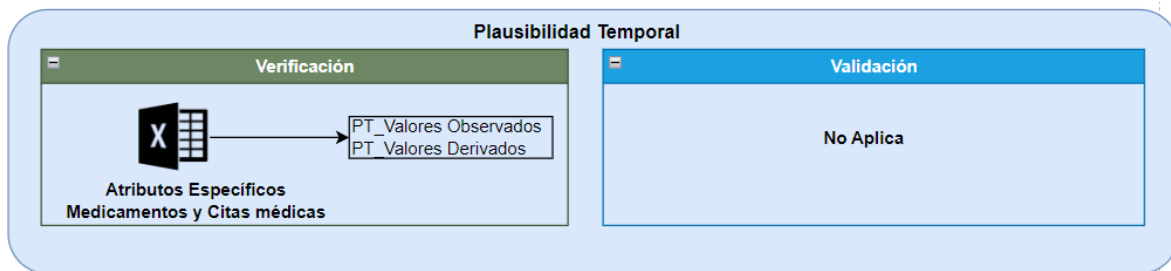 Plausibilidad Temporal
Verificación
X
PT_Valores Observados
PT_Valores Derivados
Atributos Específicos
Medicamentos y Citas médicas
Validación
No Aplica